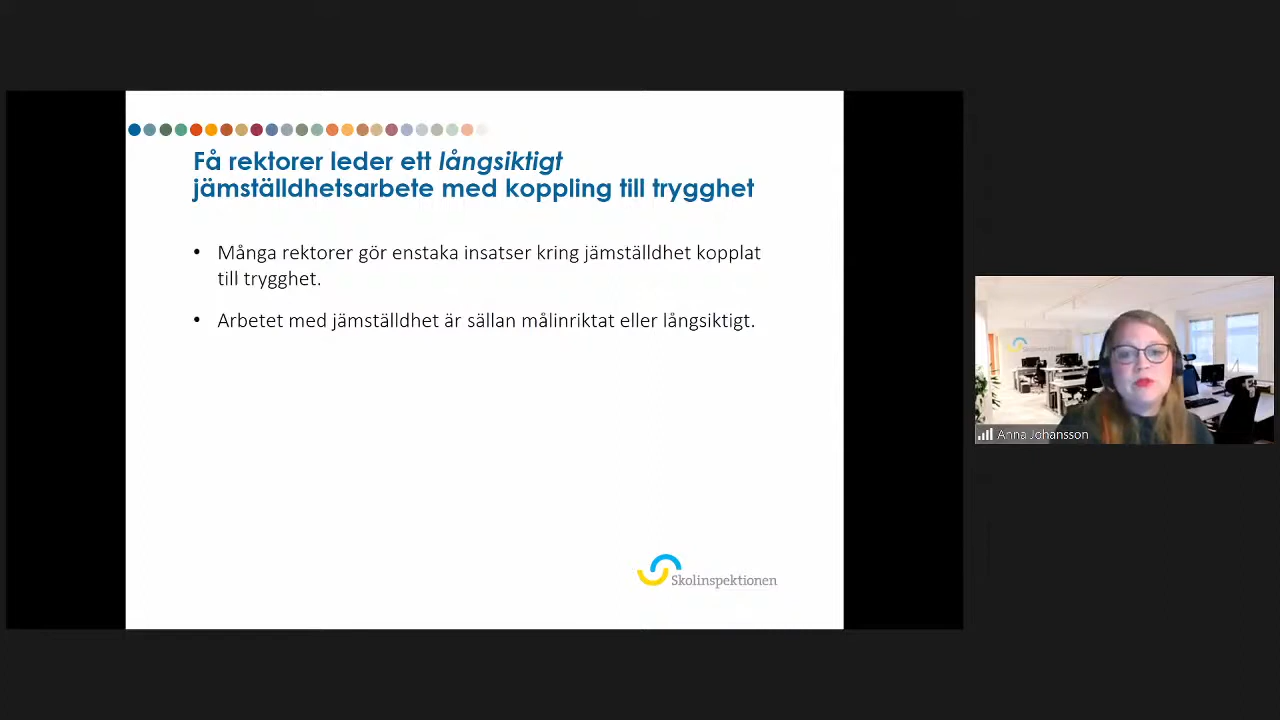 Få rektorer leder ett långsiktigt
jämställdhetsarbete med koppling till trygghet
• Många rektorer gör enstaka insatser kring jämställdhet kopplat
till trygghet.
• Arbetet med jämställdhet är sällan målinriktat eller långsiktigt.
Skolinspektionen
Skolinspektionen
Anna Johansson